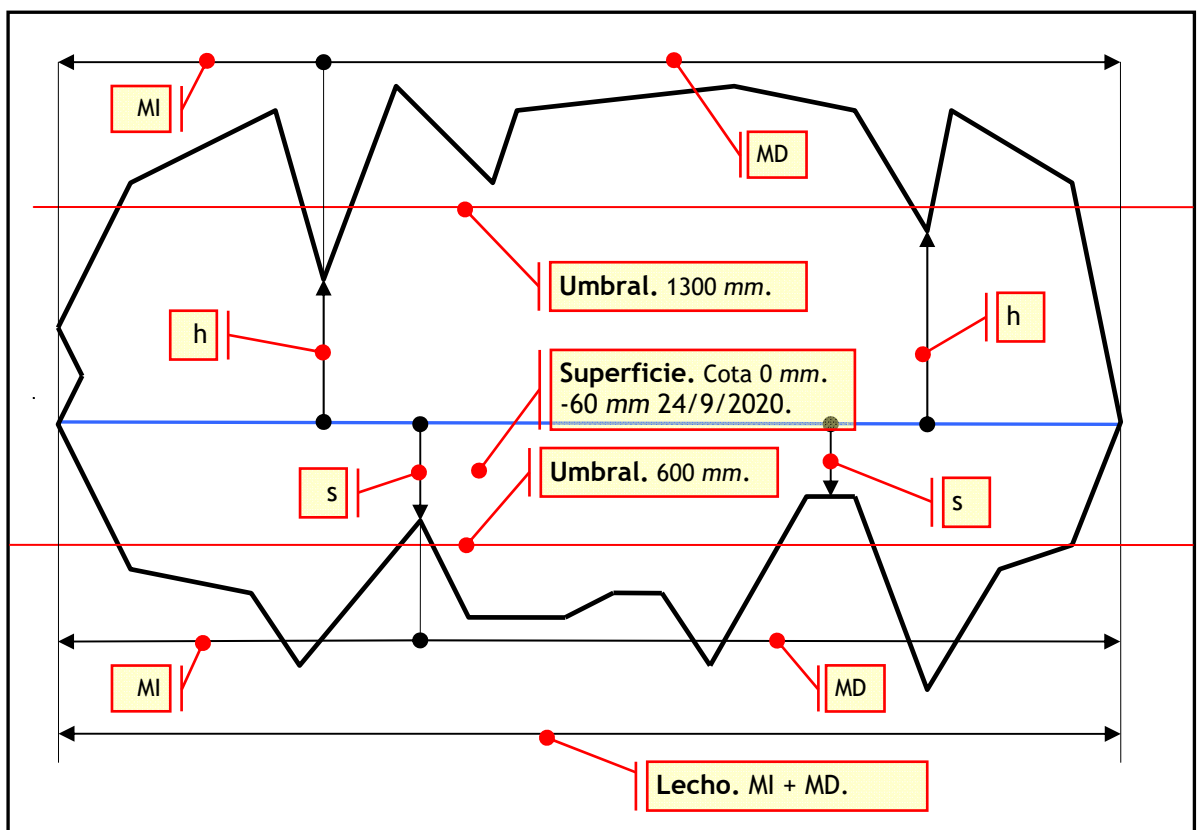 MI
MD
Umbral. 1300 mm.
h
h
Superficie. Cota 0 mm.
-60 mm 24/9/2020.
Umbral. 600 mm.
s
s
MI
MD
Lecho. MI + MD.